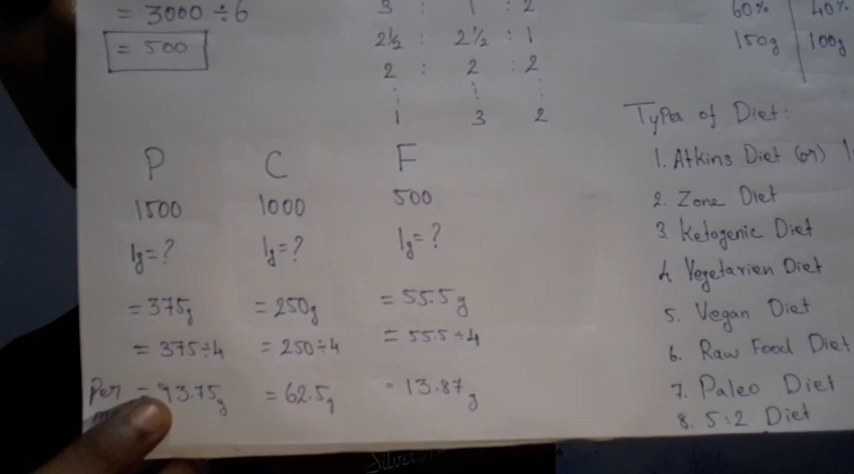 = 3000 ÷ 6
= 500
3 : 1 : 2
2½ : 2½ : 1
2 : 2 : 2
⋮ ⋮ ⋮
1 3 2
P C F
1500 1000 500
1g=? 1g=? 1g=?
= 375g = 250g = 55.5g
= 375÷4 = 250÷4 = 55.5÷4
Per = 93.75g = 62.5g = 13.87g
60% 40%
150g 100g
Types of Diet:
1. Atkins Diet (or)
2. Zone Diet
3 Ketogenic Diet
4. Vegetarian Diet
5. Vegan Diet
6. Raw Food Diet
7. Paleo Diet
8. 5:2 Diet